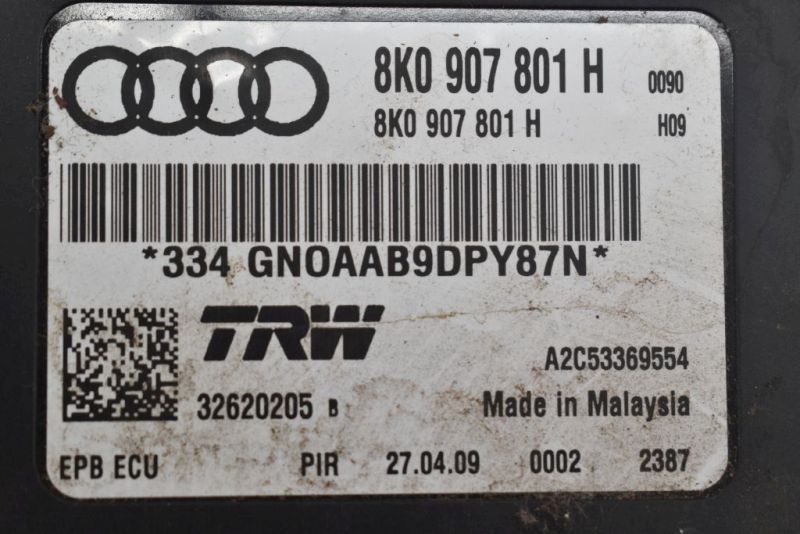 8K0 907 801 H 0090
8K0 907 801 H H09
*334 GNOAAB9DPY87N*
TRW
A2C53369554
32620205 B Made in Malaysia
EPB ECU PIR 27.04.09 0002 2387